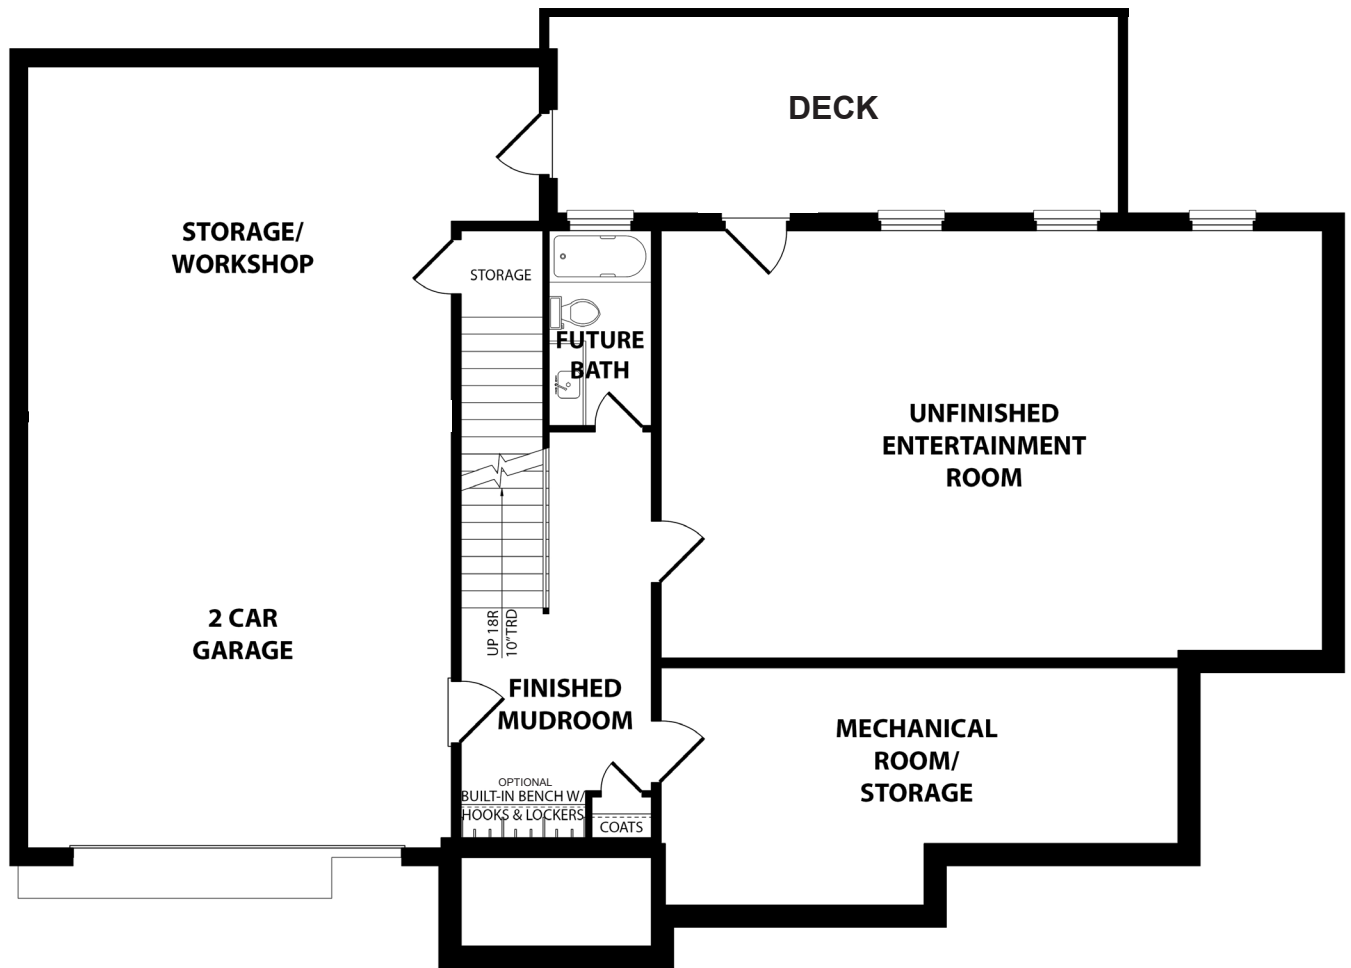 DECK
STORAGE/
WORKSHOP
STORAGE
FUTURE
BATH
UNFINISHED
ENTERTAINMENT
ROOM
2 CAR
GARAGE
UP 18R
10"TRD
FINISHED
MUDROOM
MECHANICAL
ROOM/
STORAGE
OPTIONAL
BUILT-IN BENCH W/
HOOKS & LOCKERS
COATS